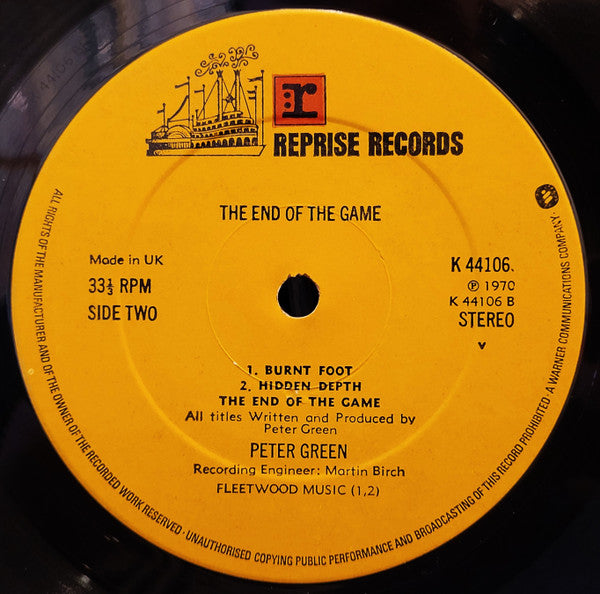 r
REPRISE RECORDS
THE END OF THE GAME
Made in UK
33⅓ RPM
SIDE TWO
K 44106.
℗ 1970
K 44106 B
STEREO
v
1. BURNT FOOT
2. HIDDEN DEPTH
THE END OF THE GAME
All titles Written and Produced by
Peter Green
PETER GREEN
Recording Engineer: Martin Birch
FLEETWOOD MUSIC (1,2)
ALL RIGHTS OF THE MANUFACTURER AND OF THE OWNER OF THE RECORDED WORK RESERVED · UNAUTHORISED COPYING PUBLIC PERFORMANCE AND BROADCASTING OF THIS RECORD PROHIBITED · A WARNER COMMUNICATIONS COMPANY ·